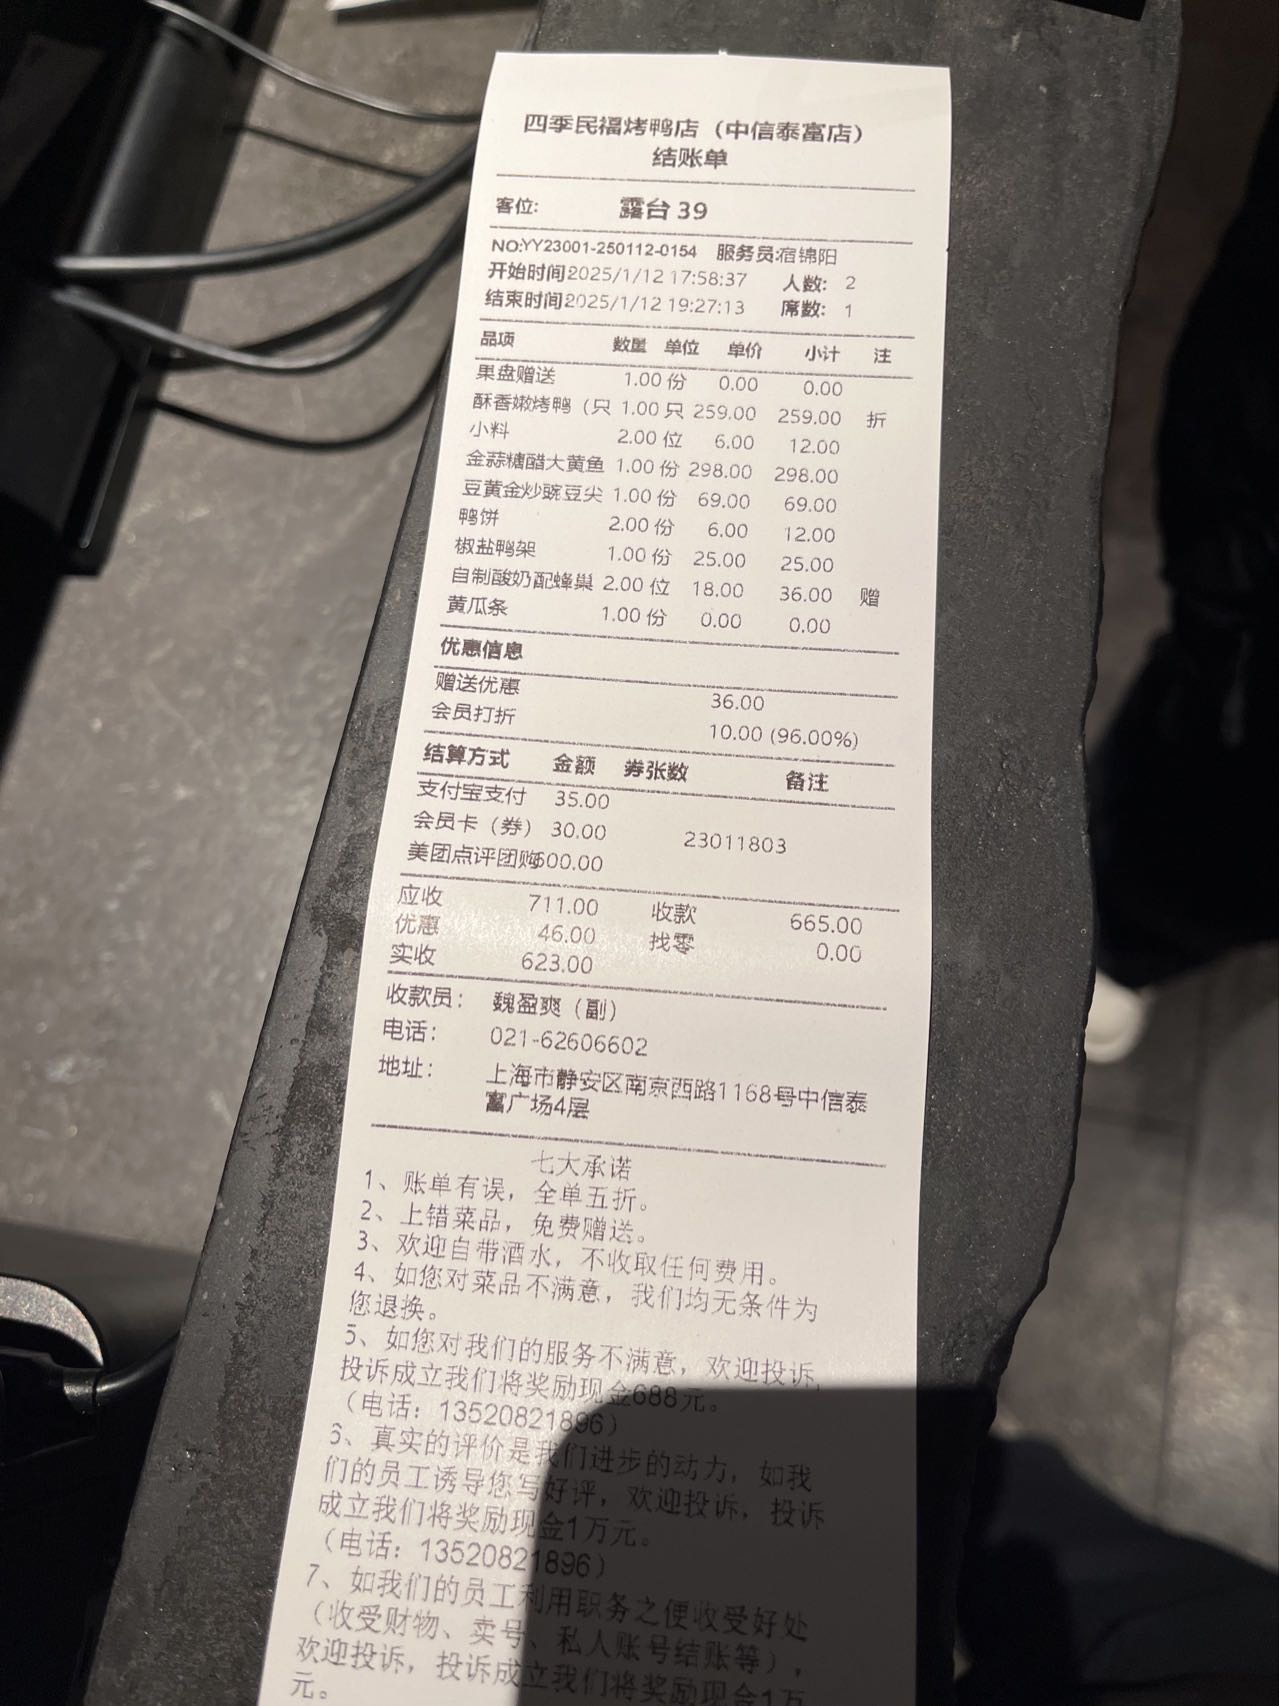 四季民福烤鸭店（中信泰富店）
结账单
客位: 露台 39
NO:YY23001-250112-0154 服务员:宿锦阳
开始时间2025/1/12 17:58:37 人数: 2
结束时间2025/1/12 19:27:13 席数: 1
品项 数量 单位 单价 小计 注
果盘赠送 1.00 份 0.00 0.00
酥香嫩烤鸭（只 1.00 只 259.00 259.00 折
小料 2.00 位 6.00 12.00
金蒜糖醋大黄鱼 1.00 份 298.00 298.00
豆黄金炒豌豆尖 1.00 份 69.00 69.00
鸭饼 2.00 份 6.00 12.00
椒盐鸭架 1.00 份 25.00 25.00
自制酸奶配蜂巢 2.00 位 18.00 36.00 赠
黄瓜条 1.00 份 0.00 0.00
优惠信息
赠送优惠 36.00
会员打折 10.00 (96.00%)
结算方式 金额 券张数 备注
支付宝支付 35.00
会员卡（券） 30.00 23011803
美团点评团购600.00
应收 711.00 收款 665.00
优惠 46.00 找零 0.00
实收 623.00
收款员: 魏盈爽（副）
电话: 021-62606602
地址: 上海市静安区南京西路1168号中信泰
富广场4层
七大承诺
1、账单有误，全单五折。
2、上错菜品，免费赠送。
3、欢迎自带酒水，不收取任何费用。
4、如您对菜品不满意，我们均无条件为
您退换。
5、如您对我们的服务不满意，欢迎投诉，
投诉成立我们将奖励现金688元。
（电话：13520821896）
6、真实的评价是我们进步的动力，如我
们的员工诱导您写好评，欢迎投诉，投诉
成立我们将奖励现金1万元。
（电话：13520821896）
7、如我们的员工利用职务之便收受好处
（收受财物、卖号、私人账号结账等），
欢迎投诉，投诉成立我们将奖励现金1万
元。